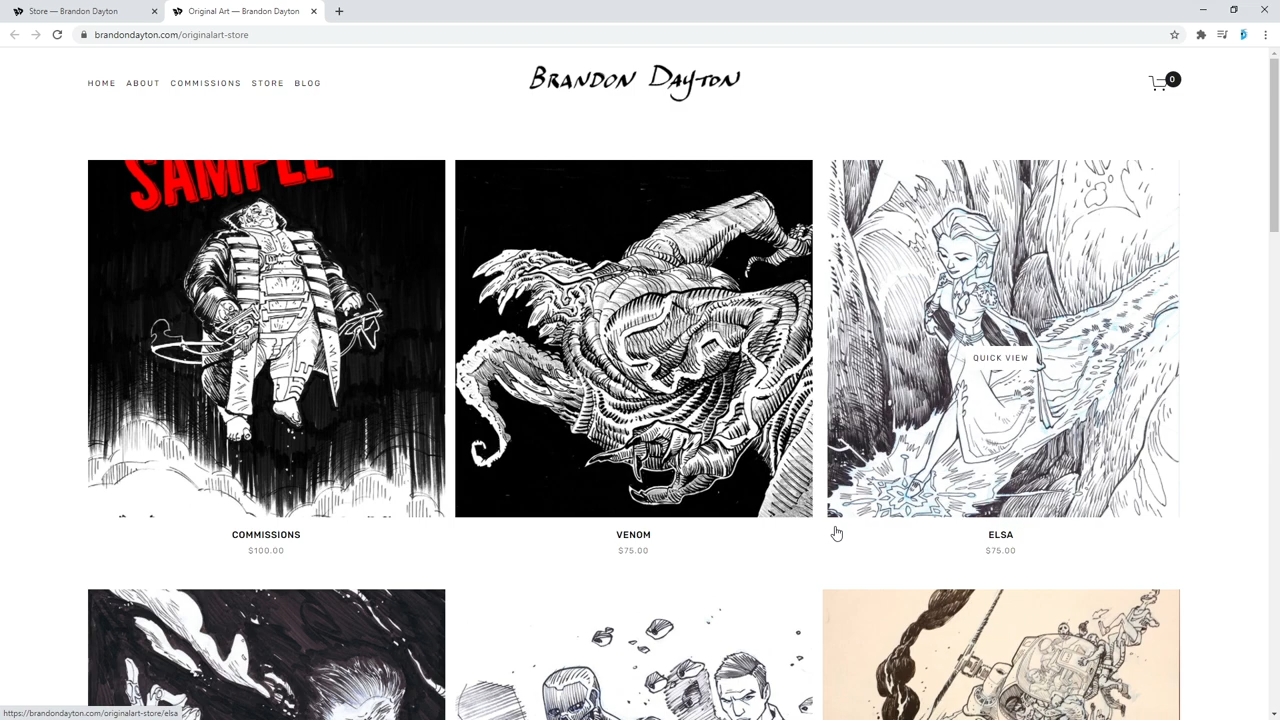 Store — Brandon Dayton
Original Art — Brandon Dayton
brandondayton.com/originalart-store
HOME ABOUT COMMISSIONS STORE BLOG
BRANDON DAYTON
0
SAMPLE
QUICK VIEW
COMMISSIONS
$100.00
VENOM
$75.00
ELSA
$75.00
https://brandondayton.com/originalart-store/elsa